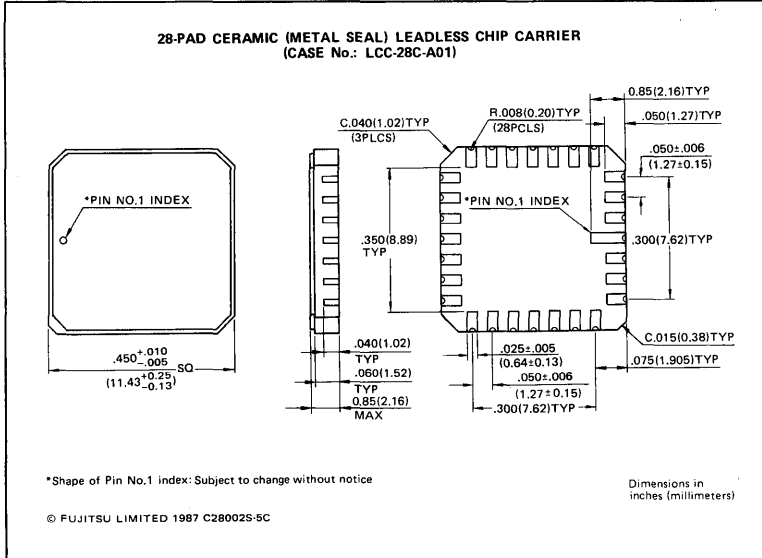 28-PAD CERAMIC (METAL SEAL) LEADLESS CHIP CARRIER
(CASE No.: LCC-28C-A01)
0.85(2.16)TYP
C.040(1.02)TYP
(3PLCS)
R.008(0.20)TYP
(28PCLS)
.050(1.27)TYP
.050±.006
(1.27±0.15)
*PIN NO.1 INDEX
*PIN NO.1 INDEX
.350(8.89)
TYP
.300(7.62)TYP
C.015(0.38)TYP
.450+.010
-.005 SQ
(11.43+0.25
-0.13)
.040(1.02)
TYP
.060(1.52)
TYP
0.85(2.16)
MAX
.025±.005
(0.64±0.13)
.075(1.905)TYP
.050±.006
(1.27±0.15)
.300(7.62)TYP
*Shape of Pin No.1 index: Subject to change without notice
Dimensions in
inches (millimeters)
© FUJITSU LIMITED 1987 C28002S-5C